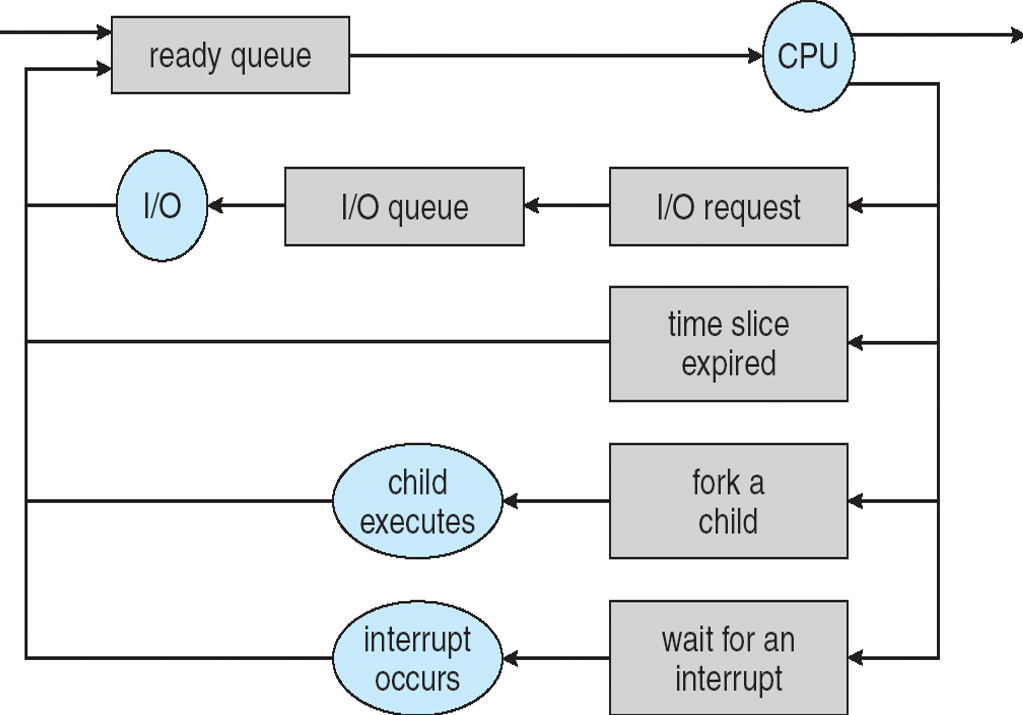 ready queue
CPU
I/O
I/O queue
I/O request
time slice
expired
child
executes
fork a
child
interrupt
occurs
wait for an
interrupt